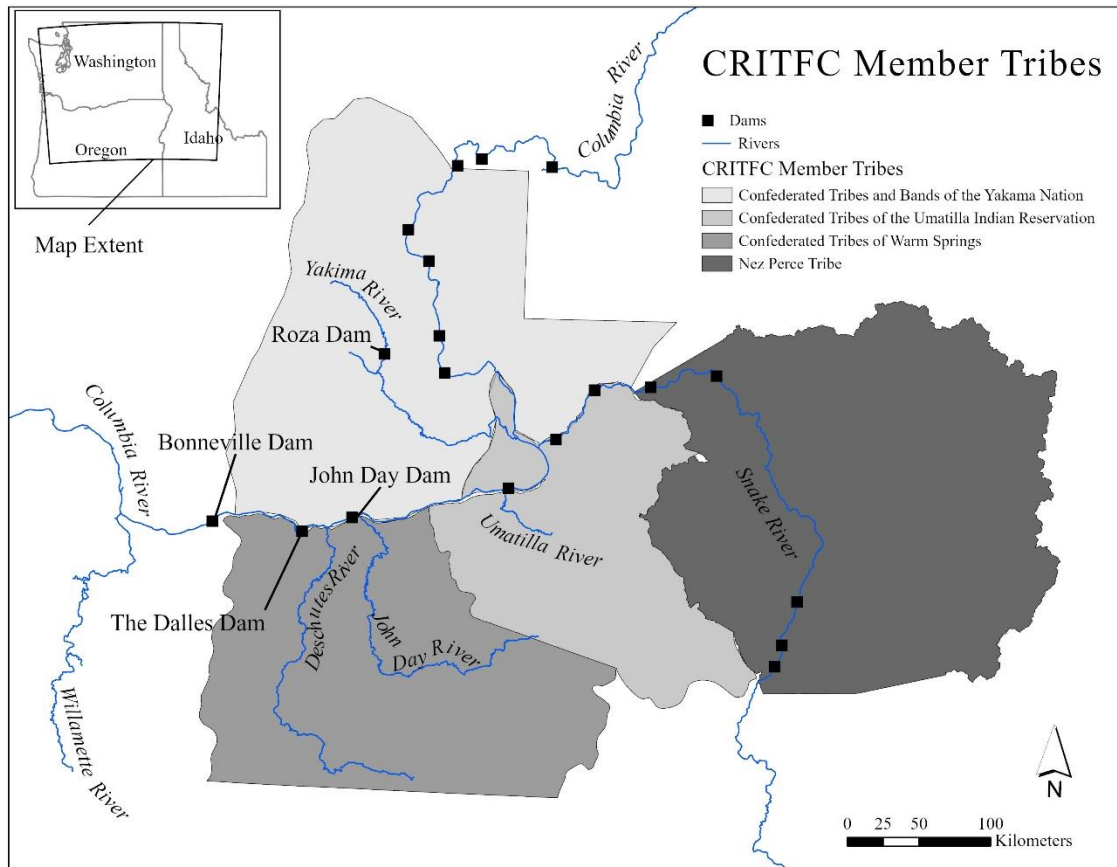 Washington
Oregon
Idaho
Map Extent
CRITFC Member Tribes
Dams
Rivers
CRITFC Member Tribes
Confederated Tribes and Bands of the Yakama Nation
Confederated Tribes of the Umatilla Indian Reservation
Confederated Tribes of Warm Springs
Nez Perce Tribe
Columbia River
Yakima River
Roza Dam
Columbia River
Bonneville Dam
John Day Dam
Snake River
Umatilla River
The Dalles Dam
Deschutes River
John Day River
Willamette River
N
0 25 50 100
Kilometers